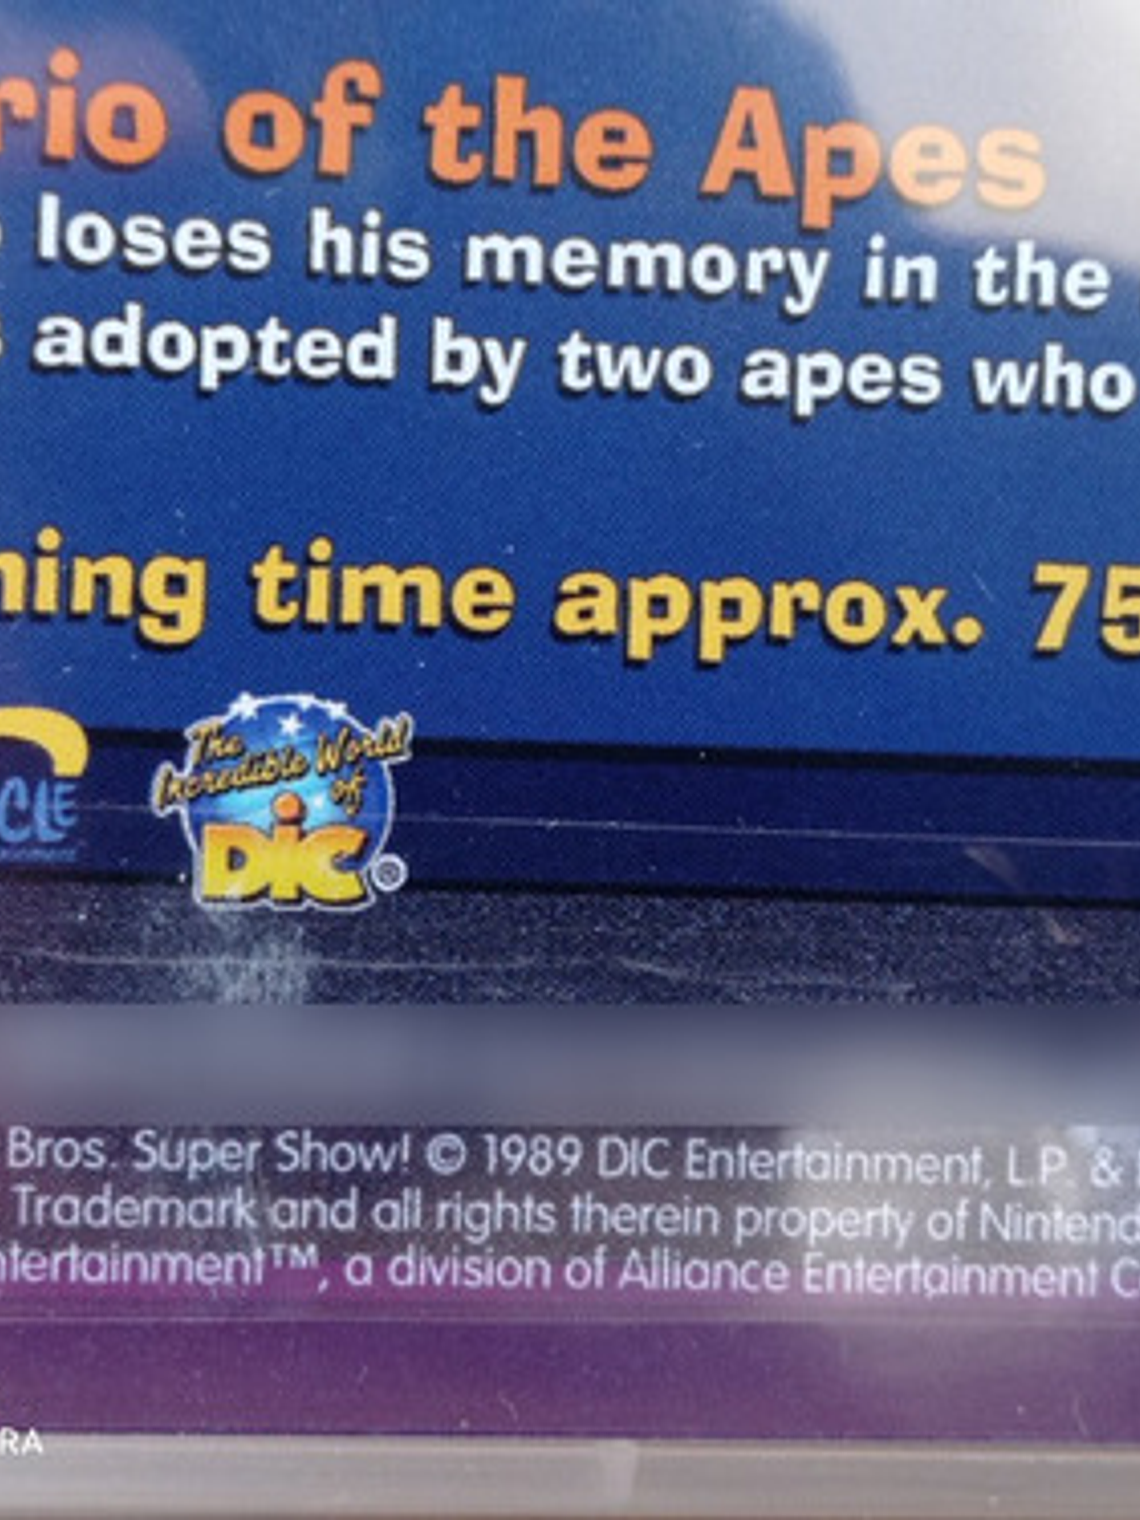 rio of the Apes
loses his memory in the
adopted by two apes who
ning time approx. 75
CLE
The
Incredible World
of
DiC ®
Bros. Super Show! © 1989 DIC Entertainment, L.P. &
Trademark and all rights therein property of Nintend
ntertainment™, a division of Alliance Entertainment C
RA